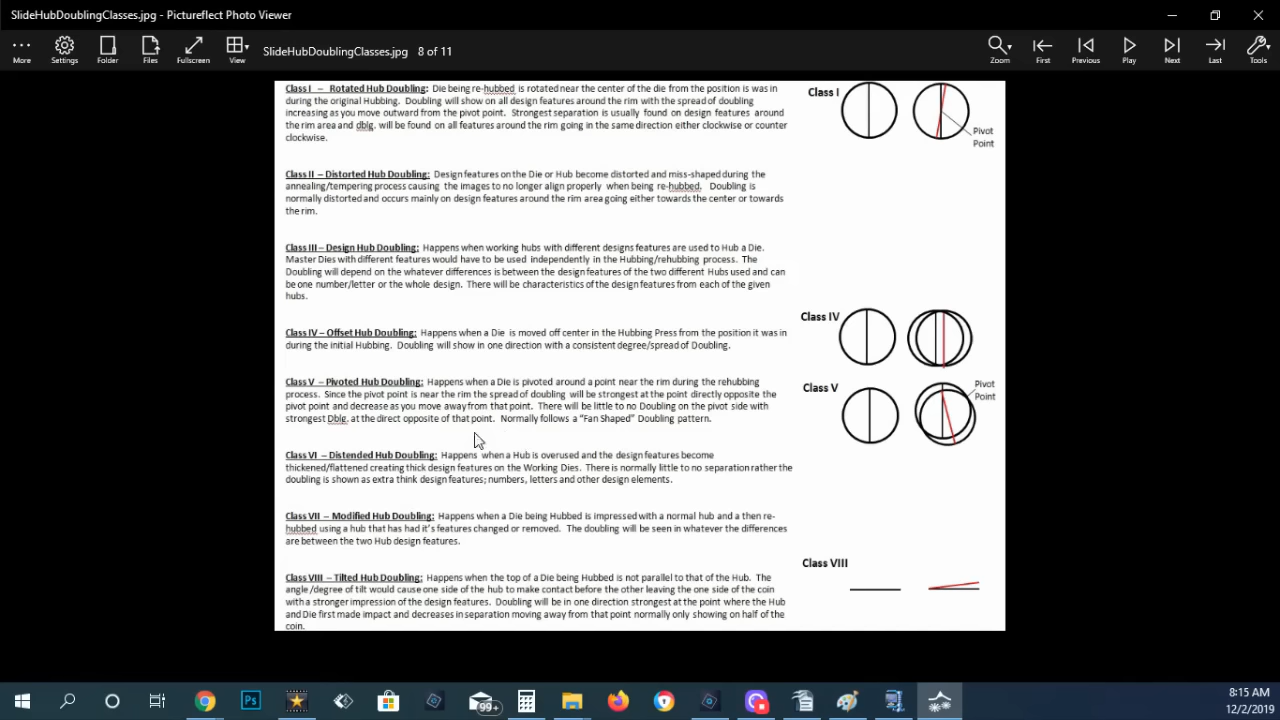 SlideHubDoublingClasses.jpg - Pictureflect Photo Viewer
More
Settings
Folder
Files
Fullscreen
View
SlideHubDoublingClasses.jpg 8 of 11
Zoom
First
Previous
Play
Next
Last
Tools
Class I – Rotated Hub Doubling: Die being re-hubbed is rotated near the center of the die from the position is was in
during the original Hubbing. Doubling will show on all design features around the rim with the spread of doubling
increasing as you move outward from the pivot point. Strongest separation is usually found on design features around
the rim area and dblg. will be found on all features around the rim going in the same direction either clockwise or counter
clockwise.
Class I
Pivot
Point
Class II – Distorted Hub Doubling: Design features on the Die or Hub become distorted and miss-shaped during the
annealing/tempering process causing the images to no longer align properly when being re-hubbed. Doubling is
normally distorted and occurs mainly on design features around the rim area going either towards the center or towards
the rim.
Class III – Design Hub Doubling: Happens when working hubs with different designs features are used to Hub a Die.
Master Dies with different features would have to be used independently in the Hubbing/rehubbing process. The
Doubling will depend on the whatever differences is between the design features of the two different Hubs used and can
be one number/letter or the whole design. There will be characteristics of the design features from each of the given
hubs.
Class IV – Offset Hub Doubling: Happens when a Die is moved off center in the Hubbing Press from the position it was in
during the initial Hubbing. Doubling will show in one direction with a consistent degree/spread of Doubling.
Class IV
Class V – Pivoted Hub Doubling: Happens when a Die is pivoted around a point near the rim during the rehubbing
process. Since the pivot point is near the rim the spread of doubling will be strongest at the point directly opposite the
pivot point and decrease as you move away from that point. There will be little to no Doubling on the pivot side with
strongest Dblg. at the direct opposite of that point. Normally follows a “Fan Shaped” Doubling pattern.
Class V
Pivot
Point
Class VI – Distended Hub Doubling: Happens when a Hub is overused and the design features become
thickened/flattened creating thick design features on the Working Dies. There is normally little to no separation rather the
doubling is shown as extra think design features; numbers, letters and other design elements.
Class VII – Modified Hub Doubling: Happens when a Die being Hubbed is impressed with a normal hub and a then re-
hubbed using a hub that has had it’s features changed or removed. The doubling will be seen in whatever the differences
are between the two Hub design features.
Class VIII – Tilted Hub Doubling: Happens when the top of a Die being Hubbed is not parallel to that of the Hub. The
angle/degree of tilt would cause one side of the hub to make contact before the other leaving the one side of the coin
with a stronger impression of the design features. Doubling will be in one direction strongest at the point where the Hub
and Die first made impact and decreases in separation moving away from that point normally only showing on half of the
coin.
Class VIII
Ps
99+
8:15 AM
12/2/2019